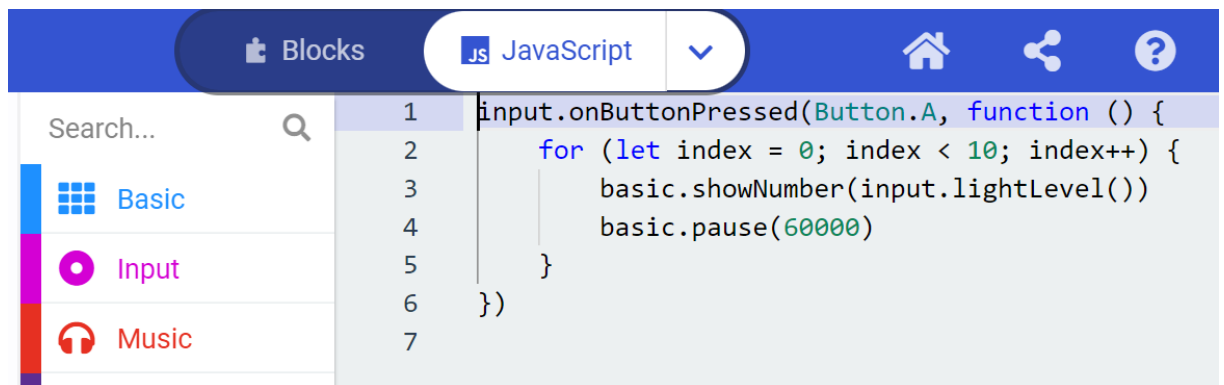 Blocks
JS JavaScript
Search...
Basic
Input
Music
1 input.onButtonPressed(Button.A, function () {
2     for (let index = 0; index < 10; index++) {
3         basic.showNumber(input.lightLevel())
4         basic.pause(60000)
5     }
6 })
7